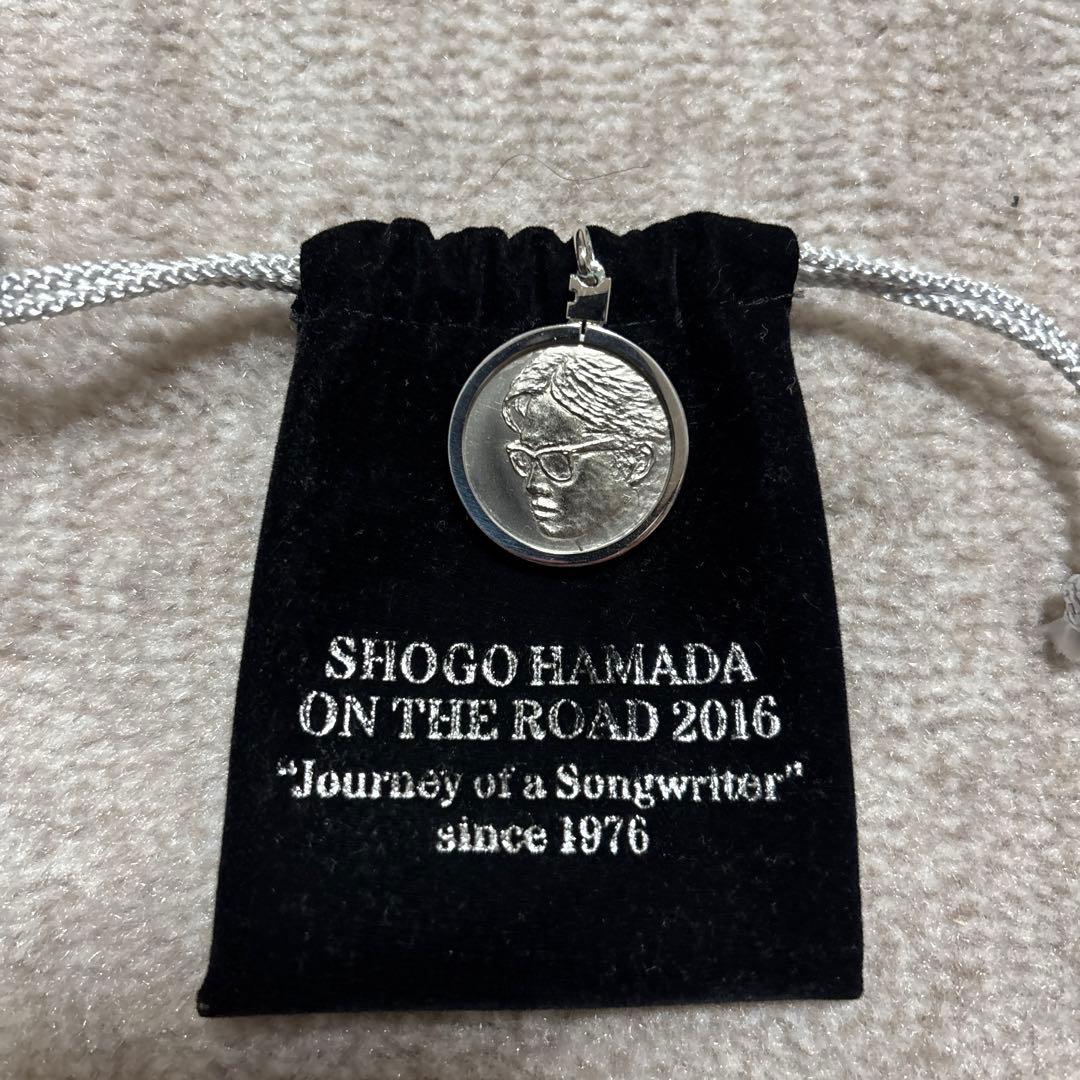 SHOGO HAMADA
ON THE ROAD 2016
“Journey of a Songwriter”
since 1976